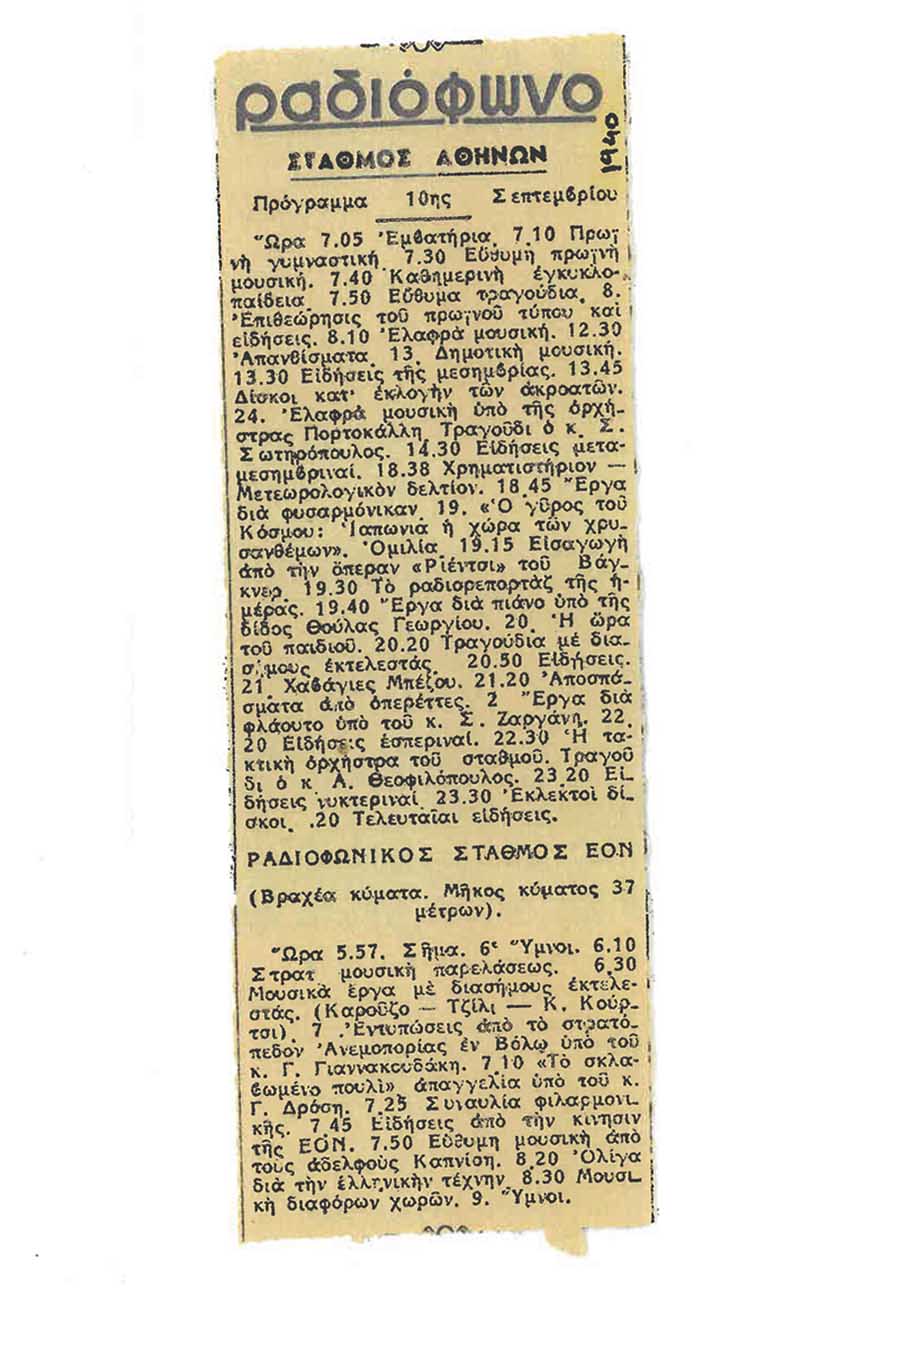 ραδιόφωνο
1940
ΣΤΑΘΜΟΣ ΑΘΗΝΩΝ
Πρόγραμμα 10ης Σεπτεμβρίου
Ὥρα 7.05 Ἐμβατήρια. 7.10 Πρωϊ
νὴ γυμναστική. 7.30 Εὔθυμη πρωϊνὴ
μουσική. 7.40 Καθημερινὴ ἐγκυκλο-
παίδεια. 7.50 Εὔθυμα τραγούδια. 8.
Ἐπιθεώρησις τοῦ πρωϊνοῦ τύπου καὶ
εἰδήσεις. 8.10 Ἐλαφρὰ μουσική. 12.30
Ἀπανθίσματα. 13. Δημοτικὴ μουσική.
13.30 Εἰδήσεις τῆς μεσημβρίας. 13.45
Δίσκοι κατ' ἐκλογὴν τῶν ἀκροατῶν.
24. Ἐλαφρὰ μουσικὴ ὑπὸ τῆς ὀρχή-
στρας Πορτοκάλλη. Τραγοῦδι ὁ κ. Σ.
Σωτηρόπουλος. 14.30 Εἰδήσεις μετα-
μεσημβριναί. 18.38 Χρηματιστήριον —
Μετεωρολογικὸν δελτίον. 18.45 Ἔργα
διὰ φυσαρμόνικαν. 19. «Ὁ γῦρος τοῦ
Κόσμου: Ἰαπωνία ἡ χώρα τῶν χρυ-
σανθέμων». Ὁμιλία. 19.15 Εἰσαγωγὴ
ἀπὸ τὴν ὄπεραν «Ριέντσι» τοῦ Βάγ-
κνερ. 19.30 Τὸ ραδιορεπορτὰζ τῆς ἡ-
μέρας. 19.40 Ἔργα διὰ πιάνο ὑπὸ τῆς
δίδος Θούλας Γεωργίου. 20. Ἡ ὥρα
τοῦ παιδιοῦ. 20.20 Τραγούδια μὲ δια-
σήμους ἐκτελεστάς. 20.50 Εἰδήσεις.
21. Χαβάγιες Μπέζου. 21.20 Ἀποσπά-
σματα ἀπὸ ὀπερέττες. 2 Ἔργα διὰ
φλάουτο ὑπὸ τοῦ κ. Σ. Ζαργάνη. 22.
20 Εἰδήσεις ἑσπεριναί. 22.30 Ἡ τα-
κτικὴ ὀρχήστρα τοῦ σταθμοῦ. Τραγοῦ
δι ὁ κ. Α. Θεοφιλόπουλος. 23.20 Εἰ-
δήσεις νυκτεριναί. 23.30 Ἐκλεκτοὶ δί-
σκοι. .20 Τελευταῖαι εἰδήσεις.
ΡΑΔΙΟΦΩΝΙΚΟΣ ΣΤΑΘΜΟΣ ΕΟΝ
(Βραχέα κύματα. Μῆκος κύματος 37
μέτρων).
Ὥρα 5.57. Σῆμα. 6 Ὕμνοι. 6.10
Στρατ μουσικὴ παρελάσεως. 6.30
Μουσικὰ ἔργα μὲ διασήμους ἐκτελε-
στάς. (Καροῦζο — Τζίλι — Κ. Κούρ-
τσι). 7. Ἐντυπώσεις ἀπὸ τὸ στρατό-
πεδον Ἀνεμοπορίας ἐν Βόλῳ ὑπὸ τοῦ
κ. Γ. Γιαννακουδάκη. 7.10 «Τὸ σκλα-
βωμένο πουλὶ» ἀπαγγελία ὑπὸ τοῦ κ.
Γ. Δρόση. 7.25 Συναυλία φιλαρμονι-
κῆς. 7.45 Εἰδήσεις ἀπὸ τὴν κίνησιν
τῆς ΕΟΝ. 7.50 Εὔθυμη μουσικὴ ἀπὸ
τοὺς ἀδελφοὺς Καπνίση. 8.20 Ὀλίγα
διὰ τὴν ἑλληνικὴν τέχνην. 8.30 Μουσι-
κὴ διαφόρων χωρῶν. 9. Ὕμνοι.